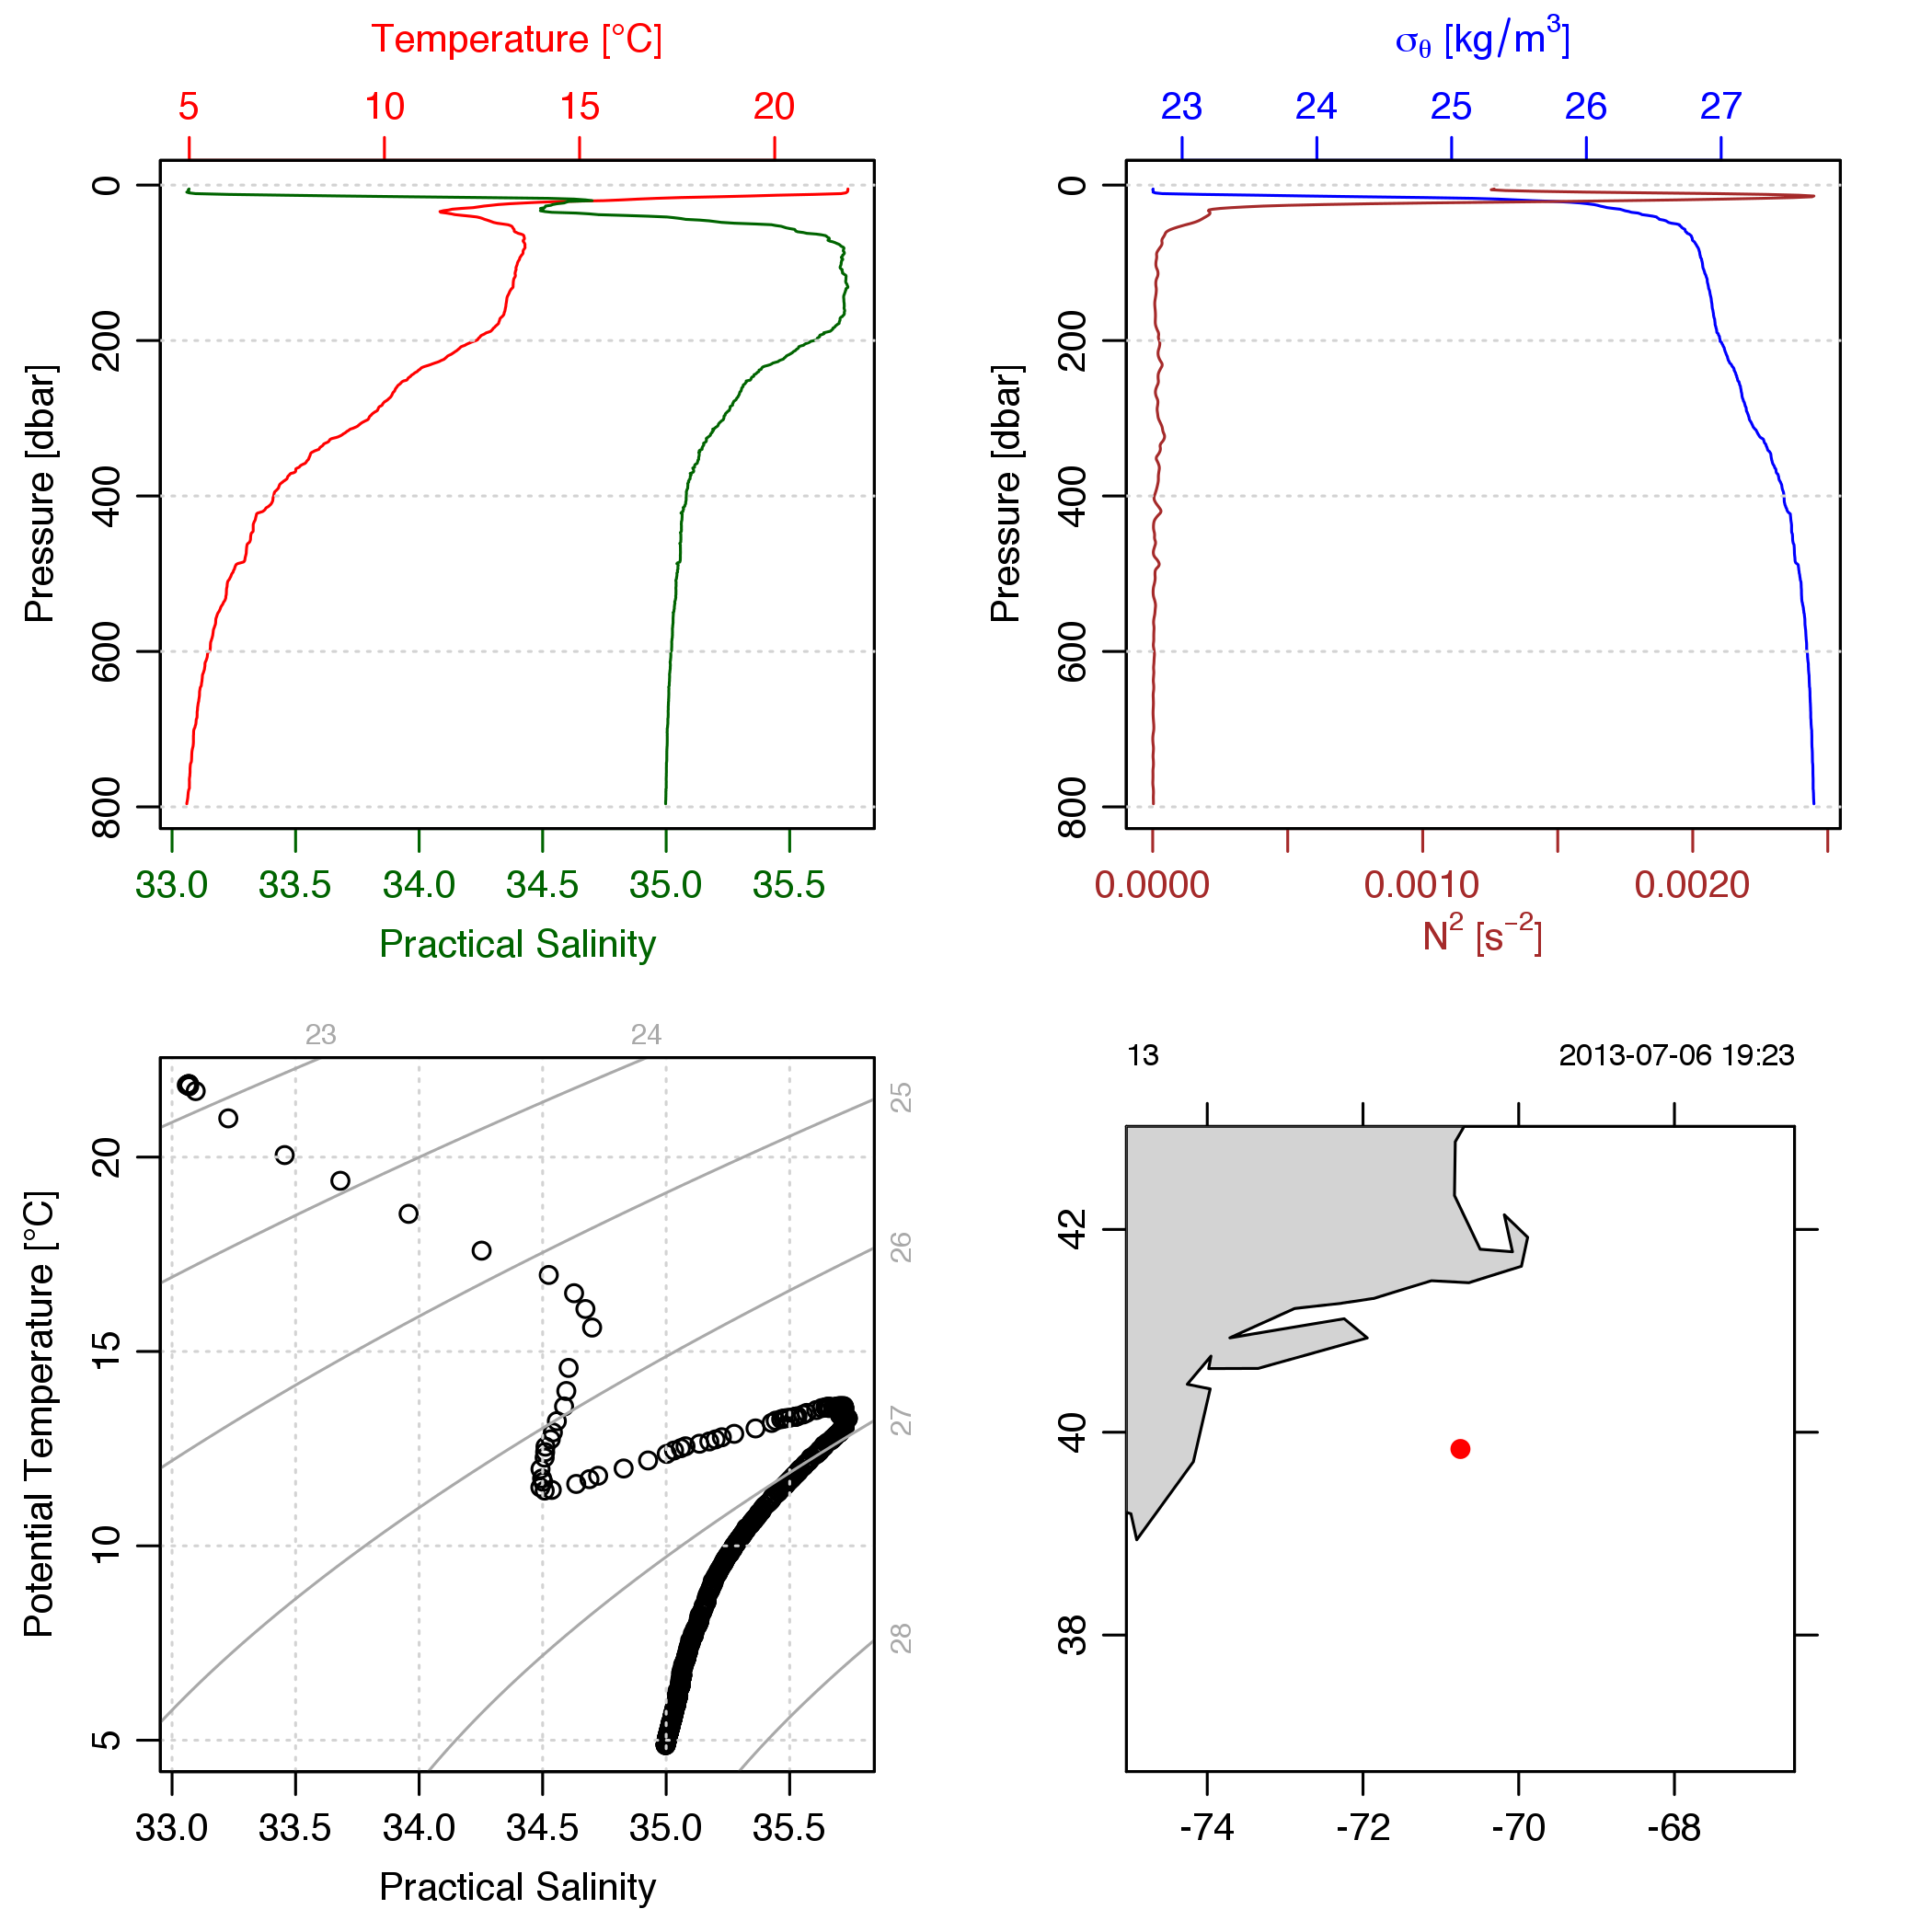 Temperature [°C]
5 10 15 20
Pressure [dbar]
0
200
400
600
800
33.0 33.5 34.0 34.5 35.0 35.5
Practical Salinity
σθ [kg/m³]
23 24 25 26 27
Pressure [dbar]
0
200
400
600
800
0.0000 0.0010 0.0020
N² [s⁻²]
23 24
25
26
27
28
Potential Temperature [°C]
20
15
10
5
33.0 33.5 34.0 34.5 35.0 35.5
Practical Salinity
13 2013-07-06 19:23
42
40
38
-74 -72 -70 -68